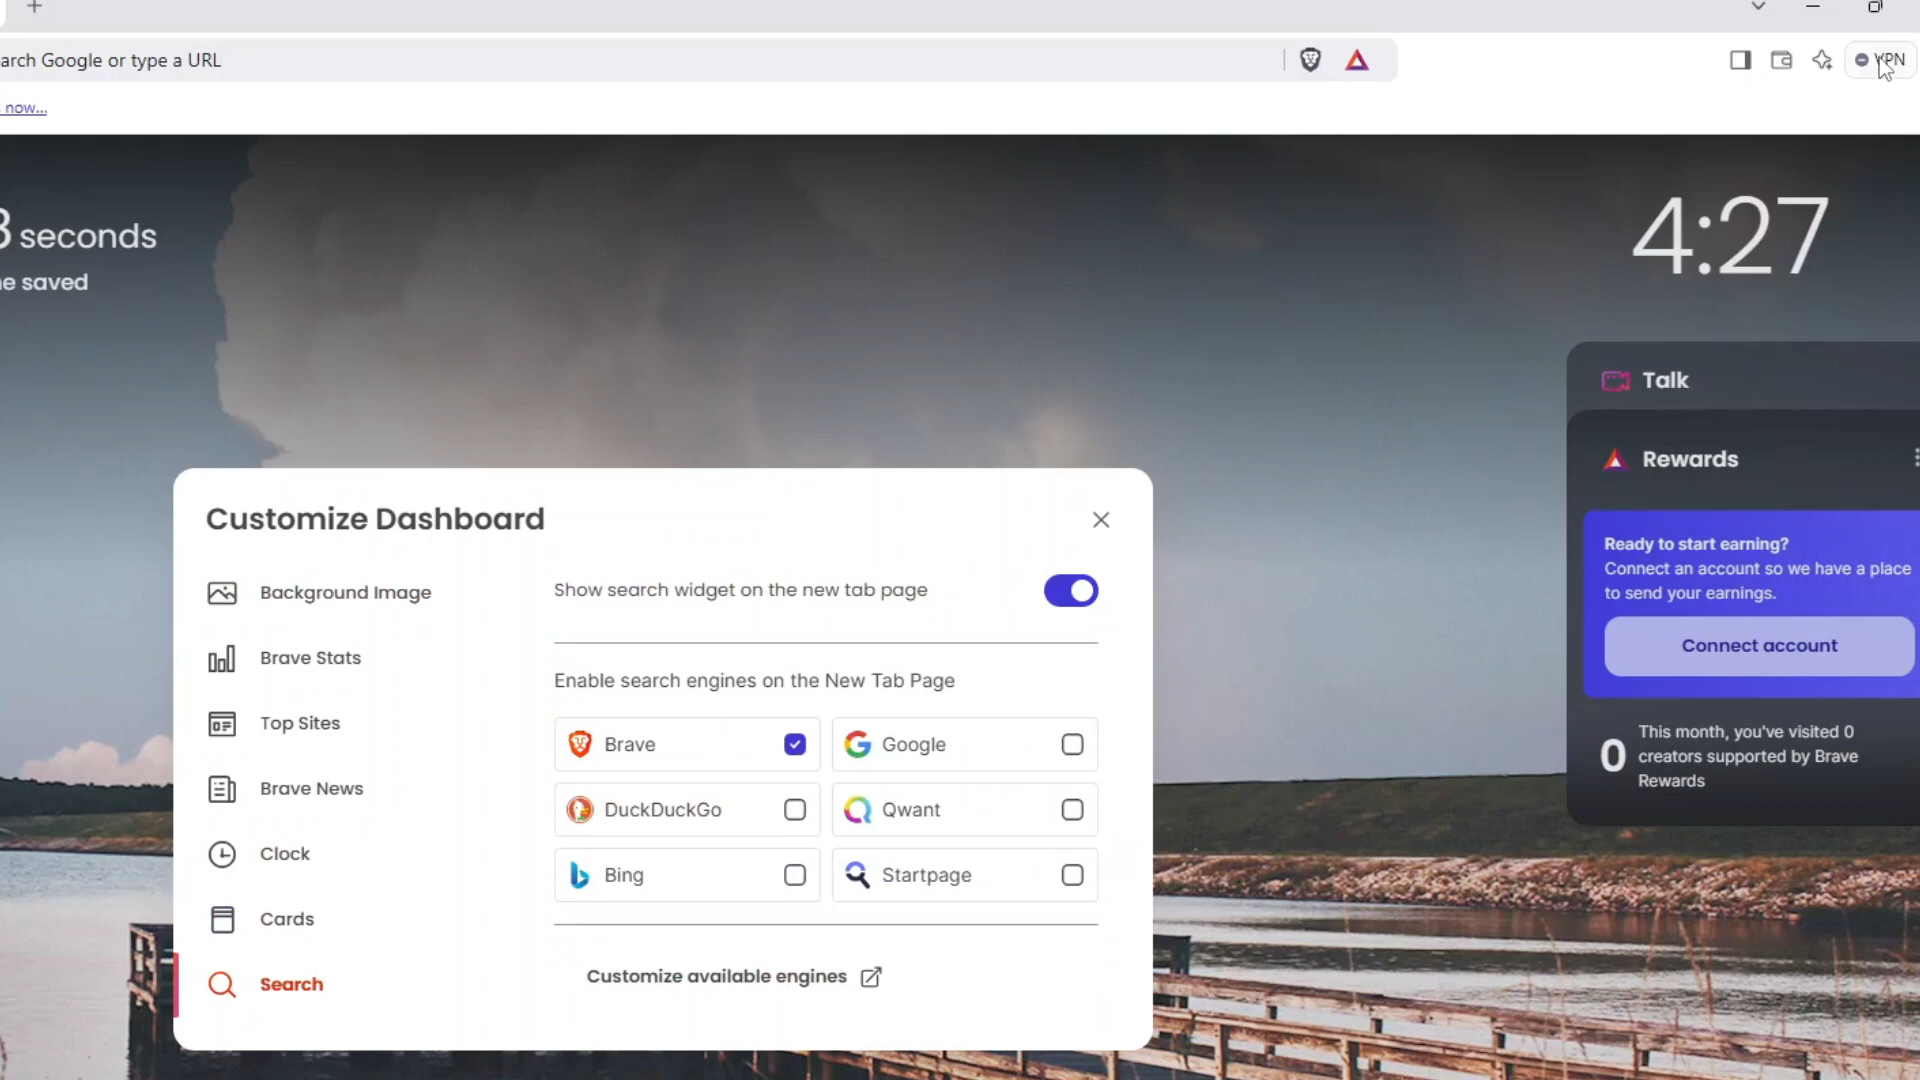 arch Google or type a URL
VPN
now...
3 seconds
e saved
4:27
Talk
Rewards
Ready to start earning?
Connect an account so we have a place
to send your earnings.
Connect account
0
This month, you've visited 0
creators supported by Brave
Rewards
Customize Dashboard
Background Image
Brave Stats
Top Sites
Brave News
Clock
Cards
Search
Show search widget on the new tab page
Enable search engines on the New Tab Page
Brave
Google
DuckDuckGo
Qwant
Bing
Startpage
Customize available engines